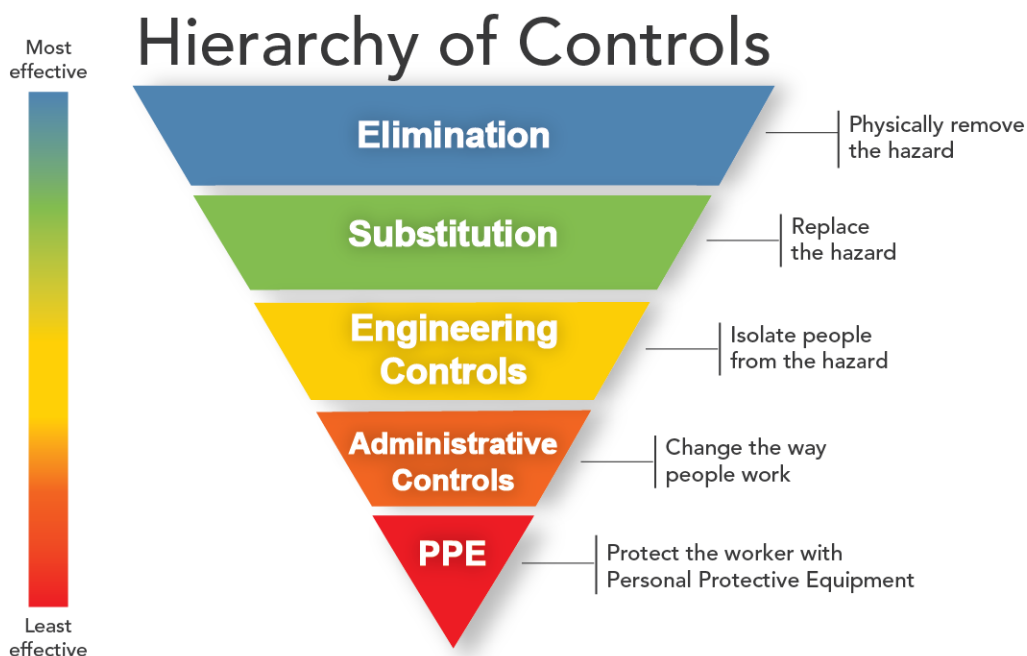 Hierarchy of Controls
Most
effective
Elimination
Physically remove
the hazard
Substitution
Replace
the hazard
Engineering
Controls
Isolate people
from the hazard
Administrative
Controls
Change the way
people work
PPE
Protect the worker with
Personal Protective Equipment
Least
effective